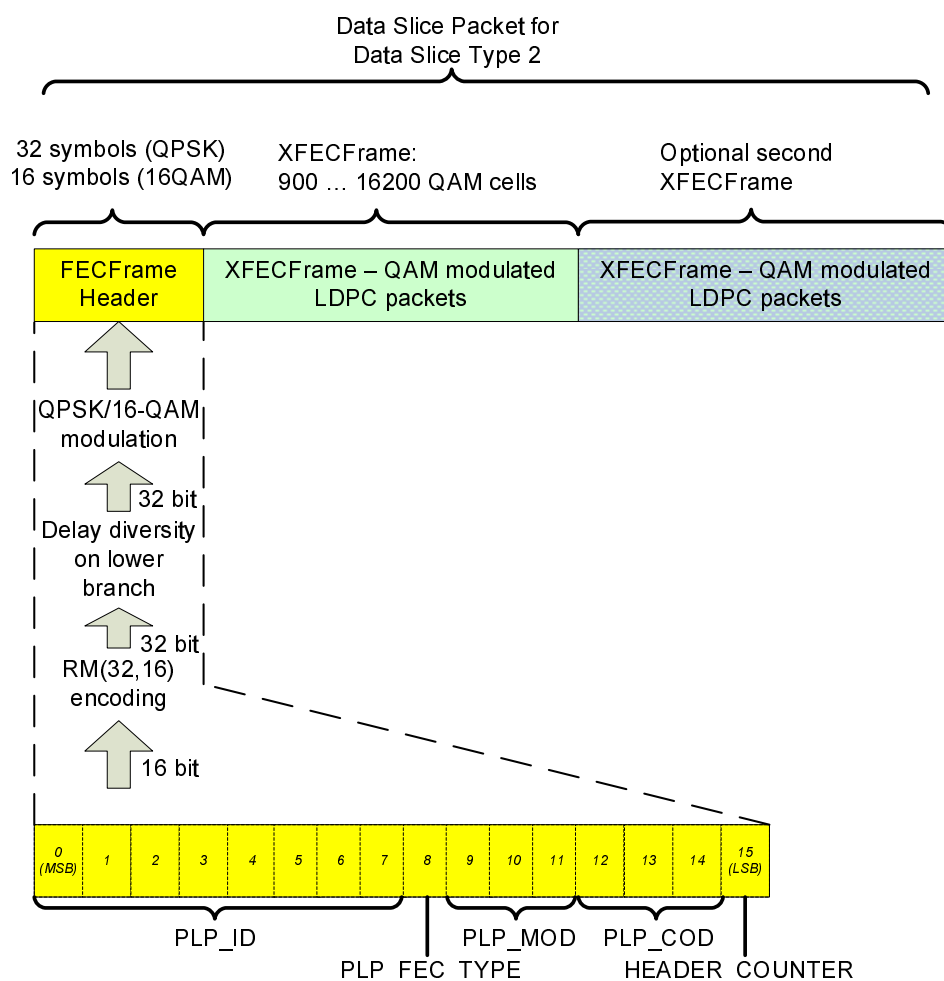 Data Slice Packet for
Data Slice Type 2
32 symbols (QPSK)
16 symbols (16QAM)
XFECFrame:
900 … 16200 QAM cells
Optional second
XFECFrame
FECFrame
Header
XFECFrame – QAM modulated
LDPC packets
XFECFrame – QAM modulated
LDPC packets
QPSK/16-QAM
modulation
32 bit
Delay diversity
on lower
branch
32 bit
RM(32,16)
encoding
16 bit
0
(MSB)
1
2
3
4
5
6
7
8
9
10
11
12
13
14
15
(LSB)
PLP_ID
PLP_MOD
PLP_COD
PLP FEC TYPE
HEADER COUNTER